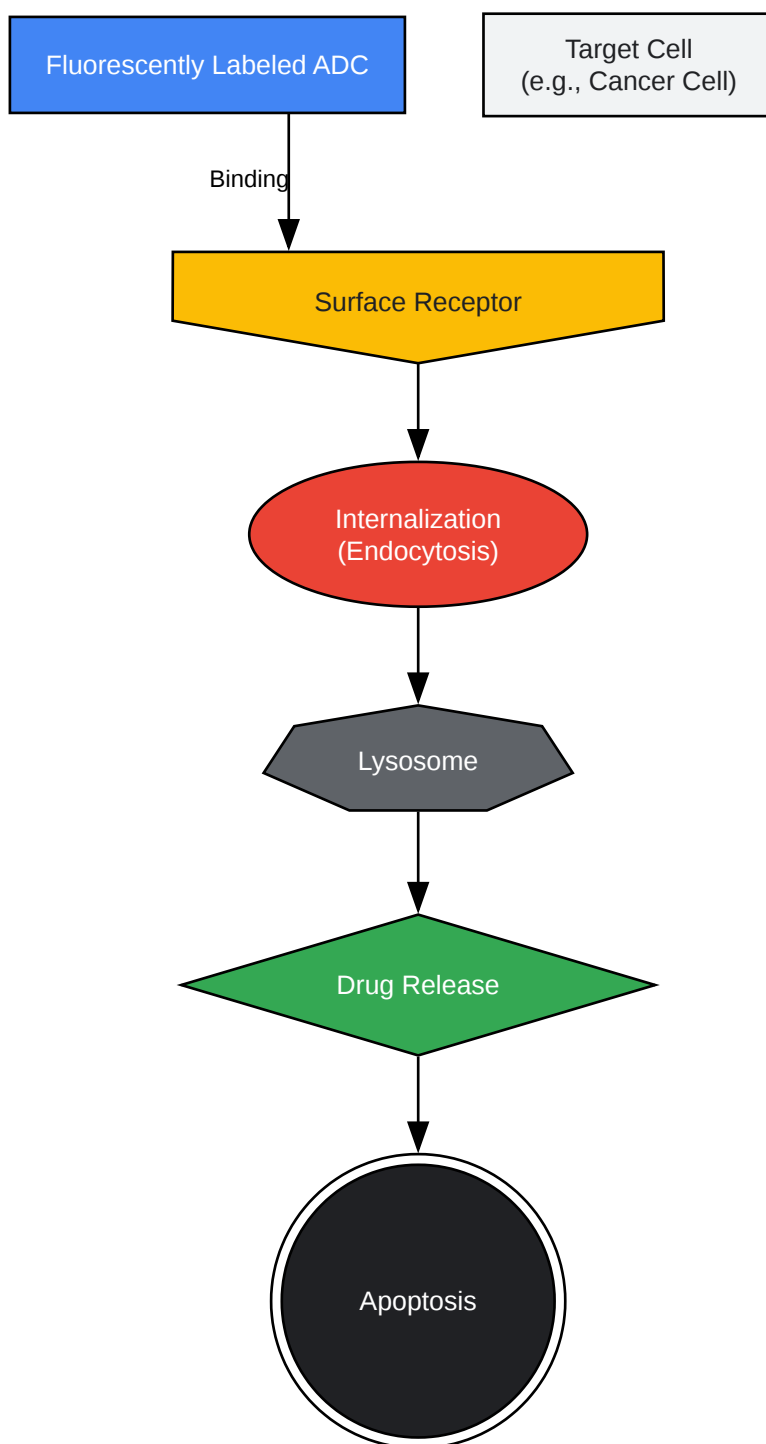 Fluorescently Labeled ADC
Target Cell
(e.g., Cancer Cell)
Binding
Surface Receptor
Internalization
(Endocytosis)
Lysosome
Drug Release
Apoptosis